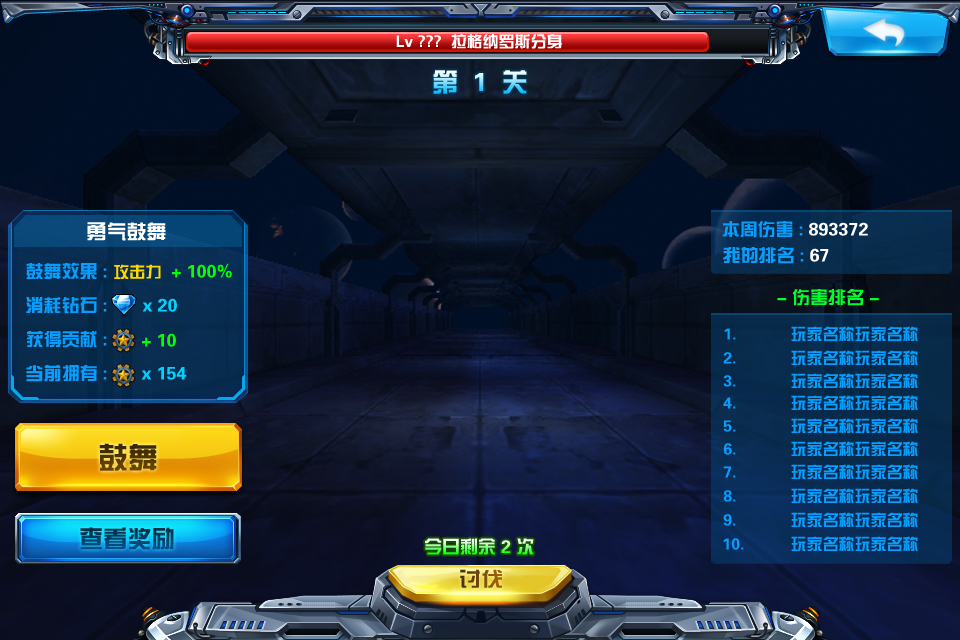 Lv ??? 拉格纳罗斯分身
第 1 关
勇气鼓舞
鼓舞效果 : 攻击力 + 100%
消耗钻石 : x 20
获得贡献 : + 10
当前拥有 : x 154
鼓舞
查看奖励
本周伤害 : 893372
我的排名 : 67
– 伤害排名 –
1. 玩家名称玩家名称
2. 玩家名称玩家名称
3. 玩家名称玩家名称
4. 玩家名称玩家名称
5. 玩家名称玩家名称
6. 玩家名称玩家名称
7. 玩家名称玩家名称
8. 玩家名称玩家名称
9. 玩家名称玩家名称
10. 玩家名称玩家名称
今日剩余 2 次
讨伐